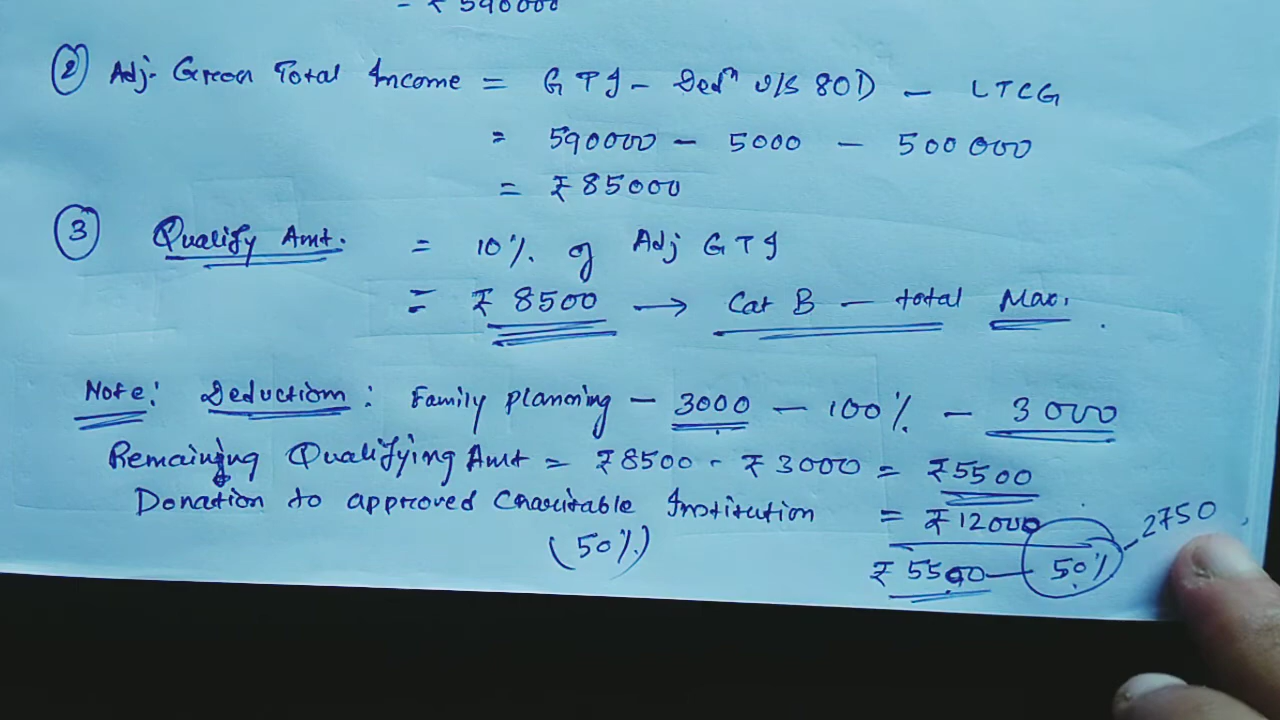 = ₹ 590000
② Adj. Gross Total Income = GTI - Dedⁿ u/s 80D - LTCG
= 590000 - 5000 - 500000
= ₹85000
③ Qualify Amt. = 10% of Adj GTI
= ₹ 8500 → Cat B - total Max.
Note: Deduction: Family planning - 3000 - 100% - 3000
Remaining Qualifying Amt = ₹8500 - ₹3000 = ₹5500
Donation to approved Charitable Institution = ₹12000
(50%)
₹5500 - 50% - 2750